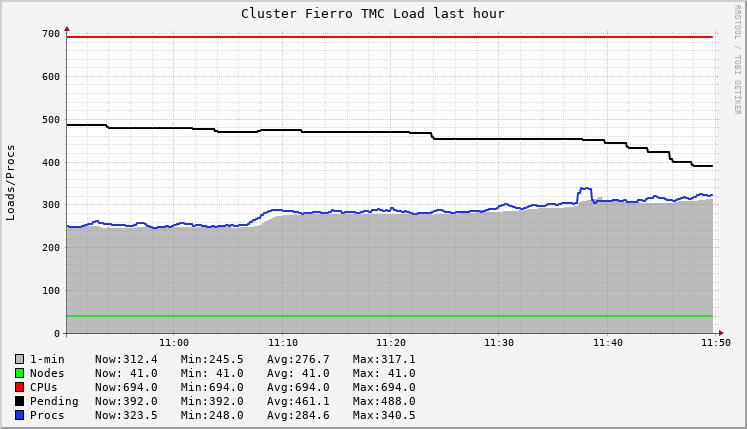 Cluster Fierro TMC Load last hour
RRDTOOL / TOBI OETIKER
Loads/Procs
700
600
500
400
300
200
100
0
11:00 11:10 11:20 11:30 11:40 11:50
1-min Now:312.4 Min:245.5 Avg:276.7 Max:317.1
Nodes Now: 41.0 Min: 41.0 Avg: 41.0 Max: 41.0
CPUs Now:694.0 Min:694.0 Avg:694.0 Max:694.0
Pending Now:392.0 Min:392.0 Avg:461.1 Max:488.0
Procs Now:323.5 Min:248.0 Avg:284.6 Max:340.5